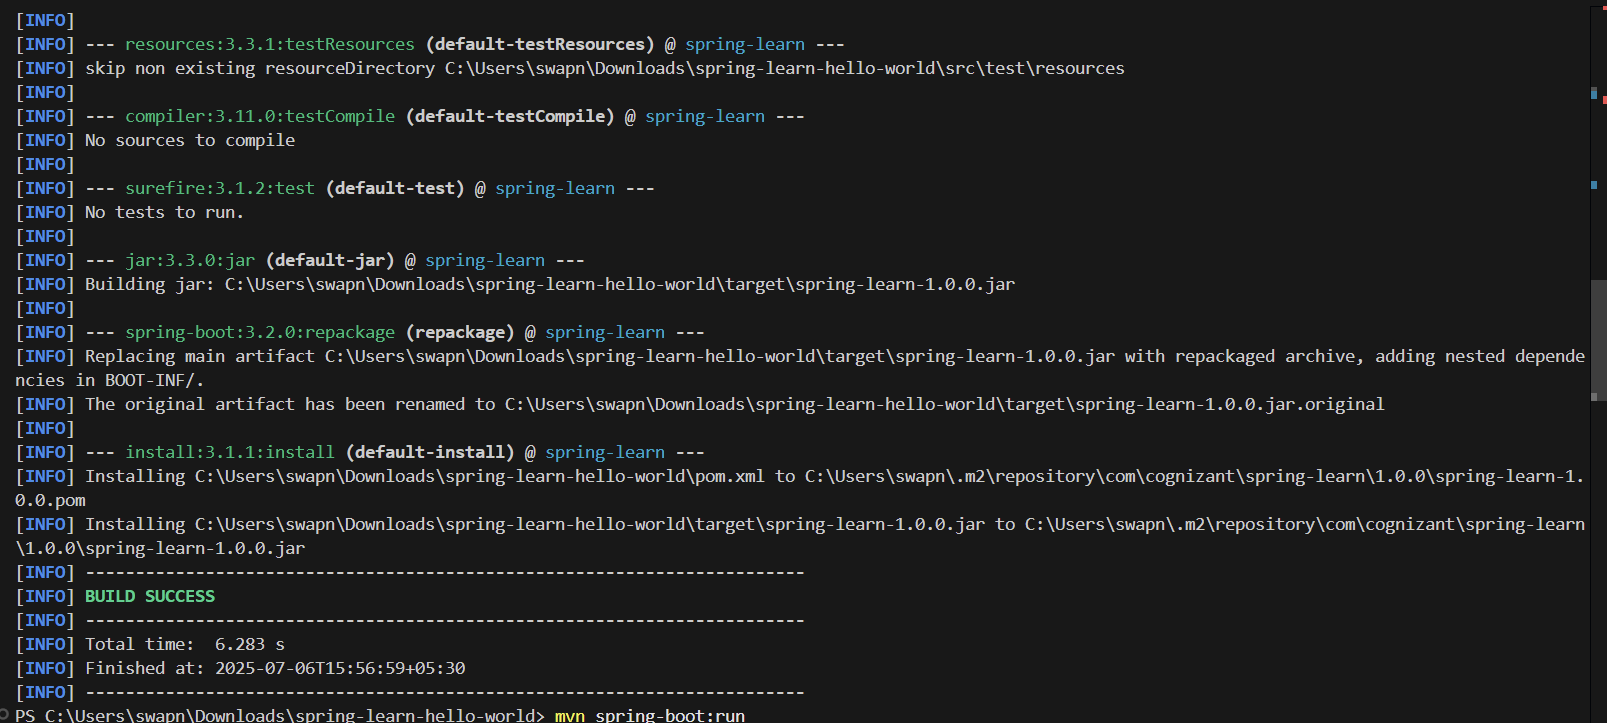 [INFO]
[INFO] --- resources:3.3.1:testResources (default-testResources) @ spring-learn ---
[INFO] skip non existing resourceDirectory C:\Users\swapn\Downloads\spring-learn-hello-world\src\test\resources
[INFO]
[INFO] --- compiler:3.11.0:testCompile (default-testCompile) @ spring-learn ---
[INFO] No sources to compile
[INFO]
[INFO] --- surefire:3.1.2:test (default-test) @ spring-learn ---
[INFO] No tests to run.
[INFO]
[INFO] --- jar:3.3.0:jar (default-jar) @ spring-learn ---
[INFO] Building jar: C:\Users\swapn\Downloads\spring-learn-hello-world\target\spring-learn-1.0.0.jar
[INFO]
[INFO] --- spring-boot:3.2.0:repackage (repackage) @ spring-learn ---
[INFO] Replacing main artifact C:\Users\swapn\Downloads\spring-learn-hello-world\target\spring-learn-1.0.0.jar with repackaged archive, adding nested depende
ncies in BOOT-INF/.
[INFO] The original artifact has been renamed to C:\Users\swapn\Downloads\spring-learn-hello-world\target\spring-learn-1.0.0.jar.original
[INFO]
[INFO] --- install:3.1.1:install (default-install) @ spring-learn ---
[INFO] Installing C:\Users\swapn\Downloads\spring-learn-hello-world\pom.xml to C:\Users\swapn\.m2\repository\com\cognizant\spring-learn\1.0.0\spring-learn-1.
0.0.pom
[INFO] Installing C:\Users\swapn\Downloads\spring-learn-hello-world\target\spring-learn-1.0.0.jar to C:\Users\swapn\.m2\repository\com\cognizant\spring-learn
\1.0.0\spring-learn-1.0.0.jar
[INFO] ------------------------------------------------------------------------
[INFO] BUILD SUCCESS
[INFO] ------------------------------------------------------------------------
[INFO] Total time:  6.283 s
[INFO] Finished at: 2025-07-06T15:56:59+05:30
[INFO] ------------------------------------------------------------------------
PS C:\Users\swapn\Downloads\spring-learn-hello-world> mvn spring-boot:run